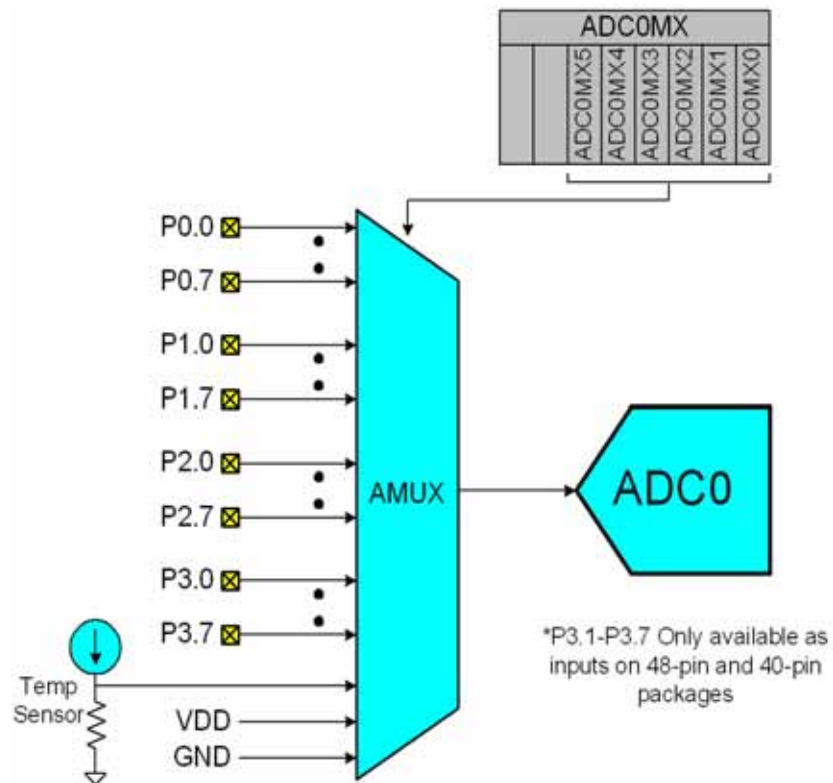 ADC0MX
ADC0MX5
ADC0MX4
ADC0MX3
ADC0MX2
ADC0MX1
ADC0MX0
P0.0
P0.7
P1.0
P1.7
P2.0
P2.7
P3.0
P3.7
AMUX
ADC0
*P3.1-P3.7 Only available as
inputs on 48-pin and 40-pin
packages
Temp
Sensor
VDD
GND